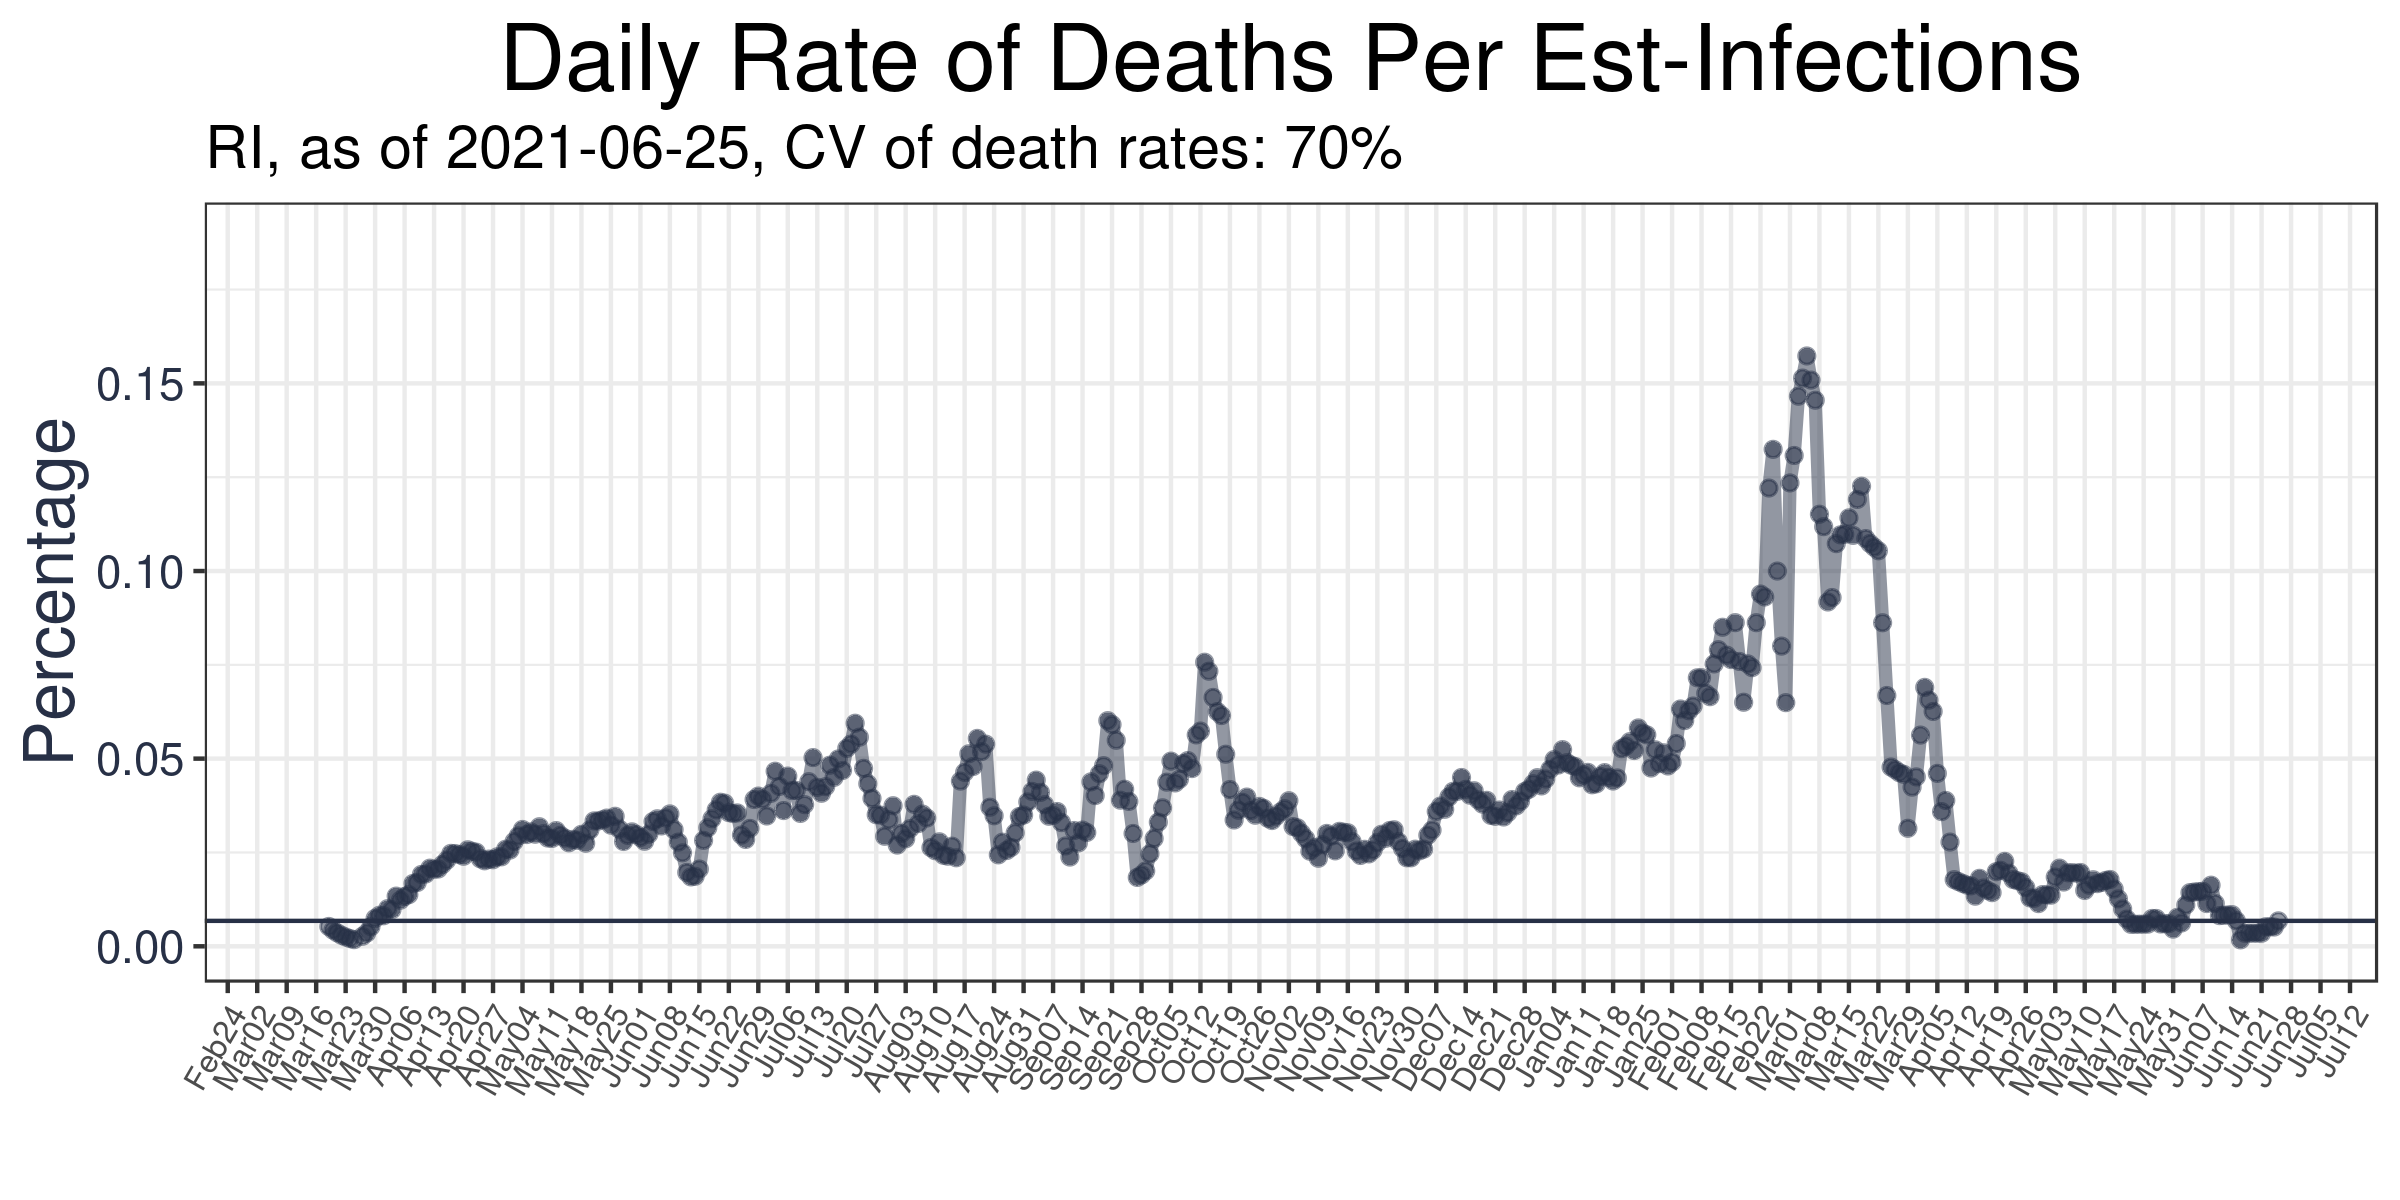 Daily Rate of Deaths Per Est-Infections
RI, as of 2021-06-25, CV of death rates: 70%
Percentage
0.15
0.10
0.05
0.00
Feb24 Mar02 Mar09 Mar16 Mar23 Mar30 Apr06 Apr13 Apr20 Apr27 May04 May11 May18 May25 Jun01 Jun08 Jun15 Jun22 Jun29 Jul06 Jul13 Jul20 Jul27 Aug03 Aug10 Aug17 Aug24 Aug31 Sep07 Sep14 Sep21 Sep28 Oct05 Oct12 Oct19 Oct26 Nov02 Nov09 Nov16 Nov23 Nov30 Dec07 Dec14 Dec21 Dec28 Jan04 Jan11 Jan18 Jan25 Feb01 Feb08 Feb15 Feb22 Mar01 Mar08 Mar15 Mar22 Mar29 Apr05 Apr12 Apr19 Apr26 May03 May10 May17 May24 May31 Jun07 Jun14 Jun21 Jun28 Jul05 Jul12